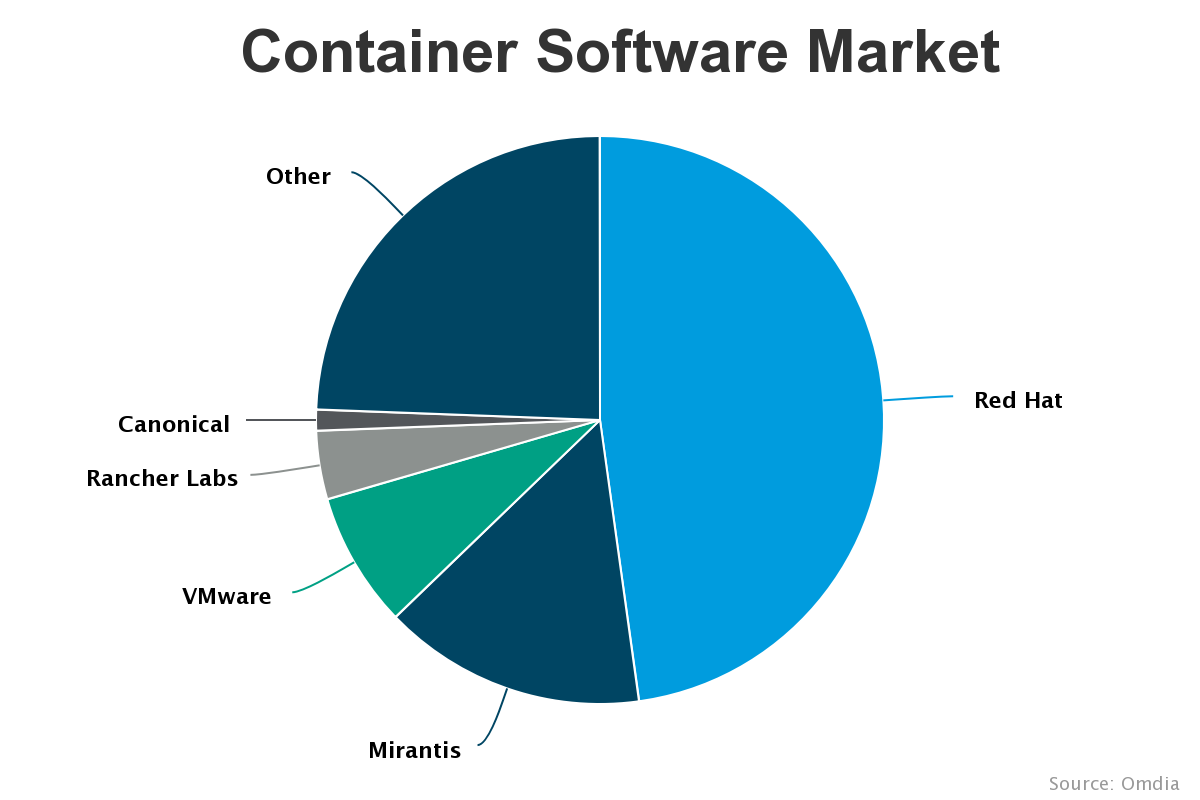 Container Software Market
Other
Red Hat
Canonical
Rancher Labs
VMware
Mirantis
Source: Omdia